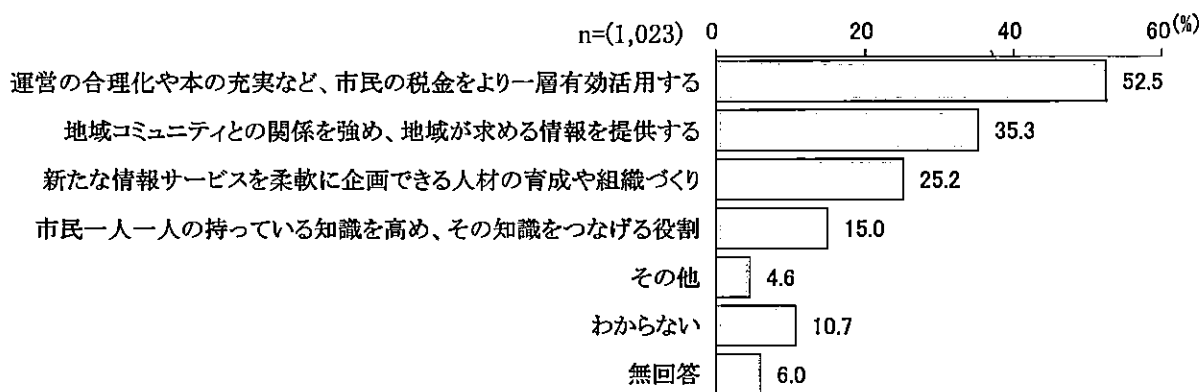 n=(1,023) 0 20 40 60(%)
運営の合理化や本の充実など、市民の税金をより一層有効活用する 52.5
地域コミュニティとの関係を強め、地域が求める情報を提供する 35.3
新たな情報サービスを柔軟に企画できる人材の育成や組織づくり 25.2
市民一人一人の持っている知識を高め、その知識をつなげる役割 15.0
その他 4.6
わからない 10.7
無回答 6.0